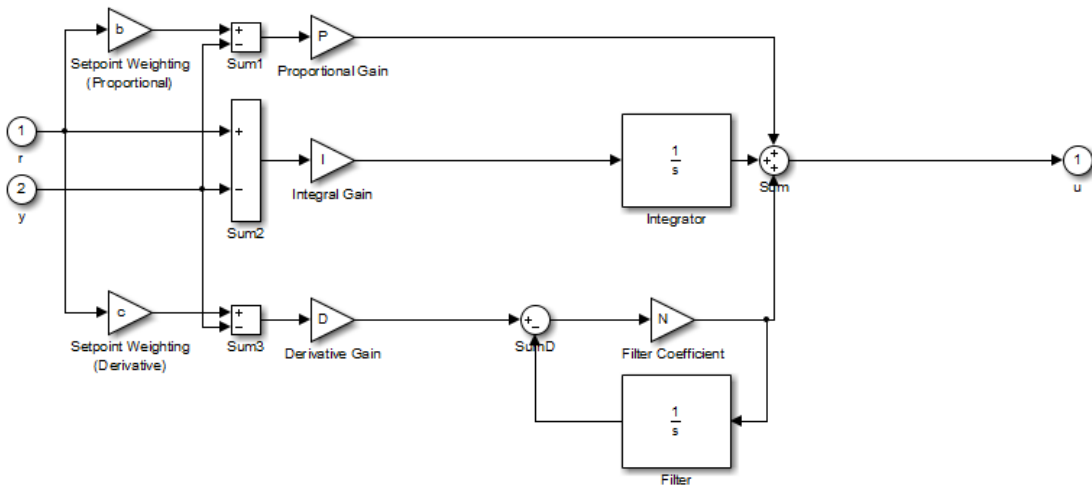 b
Setpoint Weighting
(Proportional)
+
−
Sum1
P
Proportional Gain
1
r
2
y
+
−
Sum2
I
Integral Gain
1
s
Integrator
+
+
+
Sum
1
u
c
Setpoint Weighting
(Derivative)
+
−
Sum3
D
Derivative Gain
+
−
SumD
N
Filter Coefficient
1
s
Filter